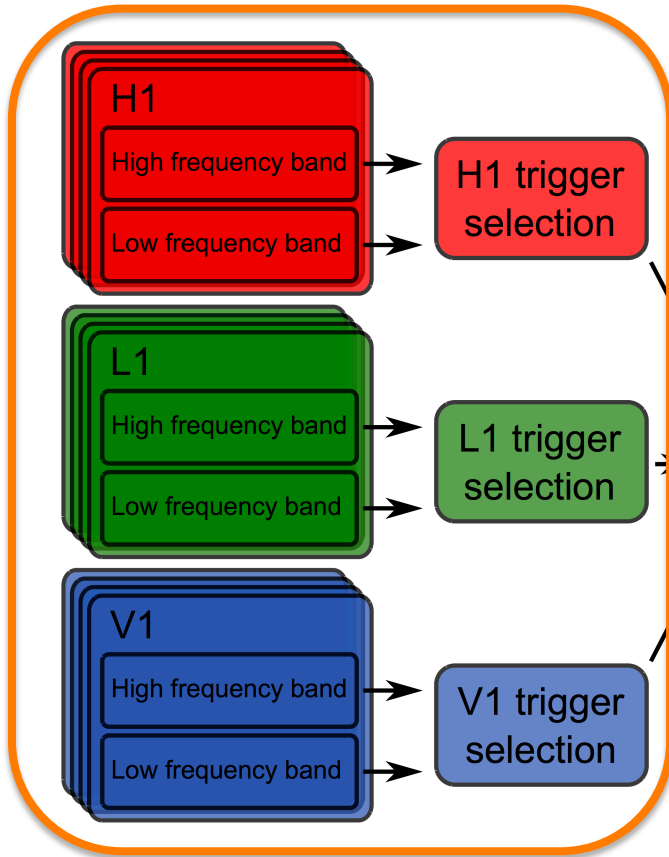 H1
High frequency band
Low frequency band
H1 trigger
selection
L1
High frequency band
Low frequency band
L1 trigger
selection
V1
High frequency band
Low frequency band
V1 trigger
selection